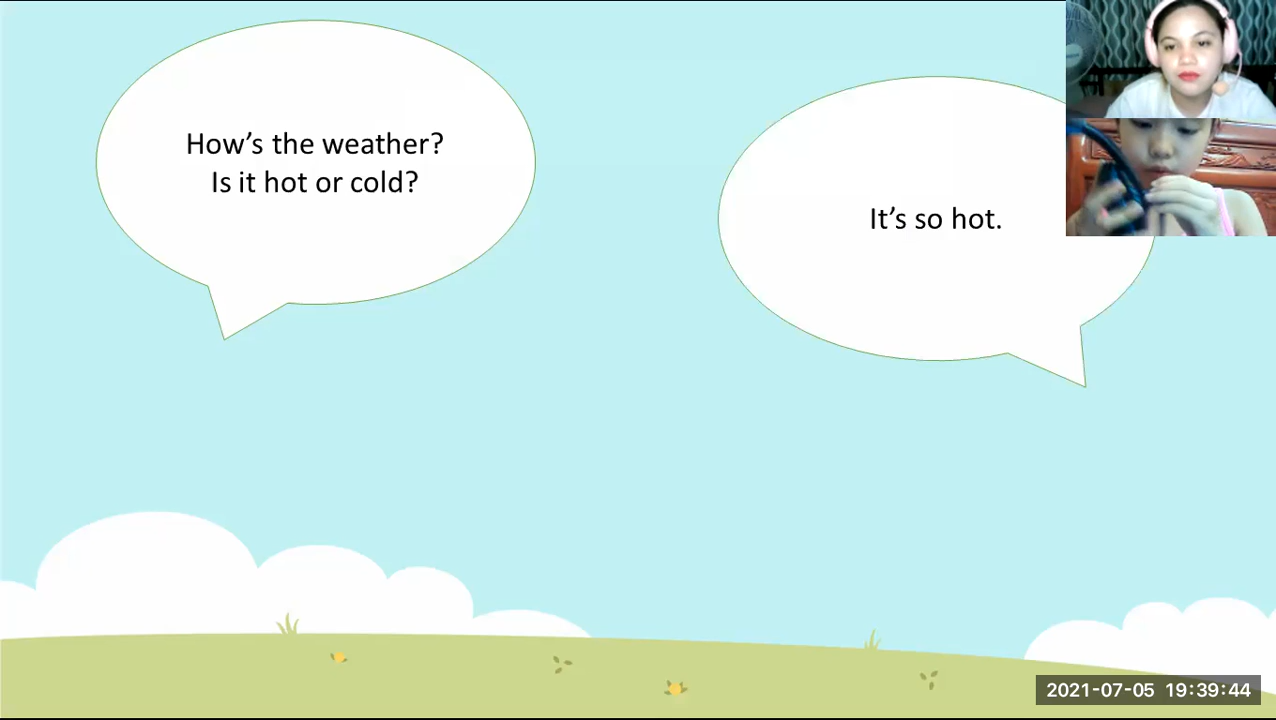 How’s the weather?
Is it hot or cold?
It’s so hot.
2021-07-05 19:39:44